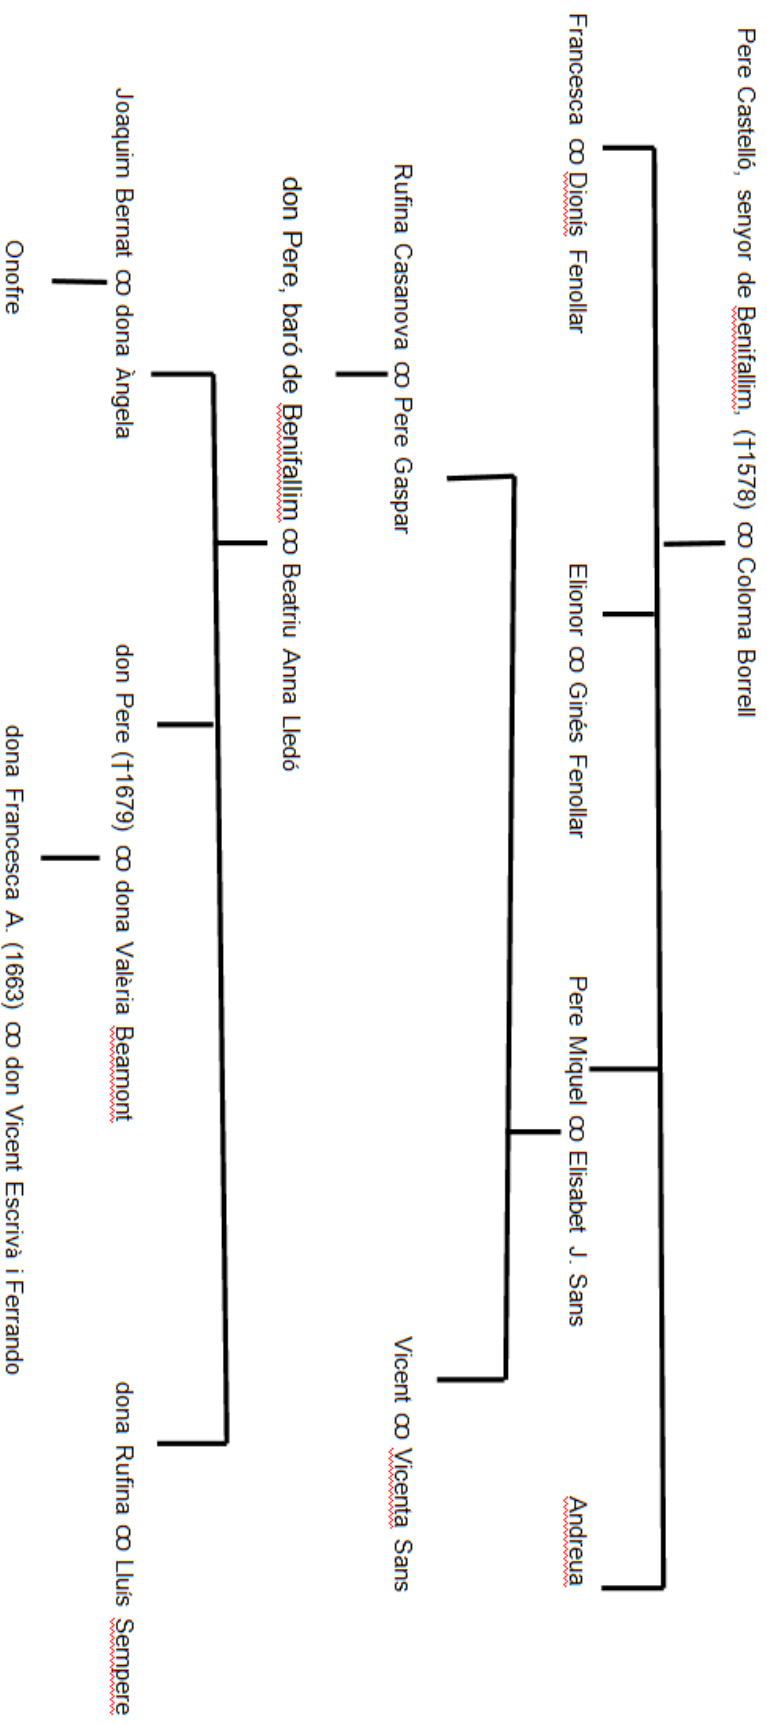 Pere Castelló, senyor de Benifallim, (†1578) ꝏ Coloma Borrell
Francesca ꝏ Dionís Fenollar
Elionor ꝏ Ginés Fenollar
Pere Miquel ꝏ Elisabet J. Sans
Andreua
Rufina Casanova ꝏ Pere Gaspar
Vicent ꝏ Vicenta Sans
don Pere, baró de Benifallim ꝏ Beatriu Anna Lledó
Joaquim Bernat ꝏ dona Àngela
don Pere (†1679) ꝏ dona Valèria Beamont
dona Rufina ꝏ Lluís Sempere
Onofre
dona Francesca A. (1663) ꝏ don Vicent Escrivà i Ferrando